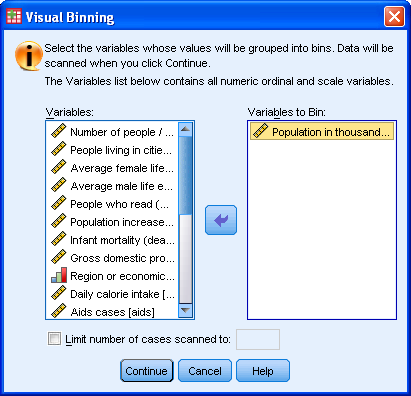 Visual Binning
Select the variables whose values will be grouped into bins. Data will be
scanned when you click Continue.
The Variables list below contains all numeric ordinal and scale variables.
Variables:
Number of people / ...
People living in citie...
Average female life...
Average male life e...
People who read (...
Population increase...
Infant mortality (dea...
Gross domestic pro...
Region or economic...
Daily calorie intake [...
Aids cases [aids]
Variables to Bin:
Population in thousand...
Limit number of cases scanned to:
Continue
Cancel
Help